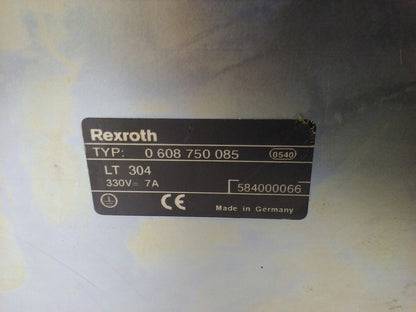 Rexroth
TYP: 0 608 750 085 0540
LT 304
330V= 7A
584000066
CE Made in Germany